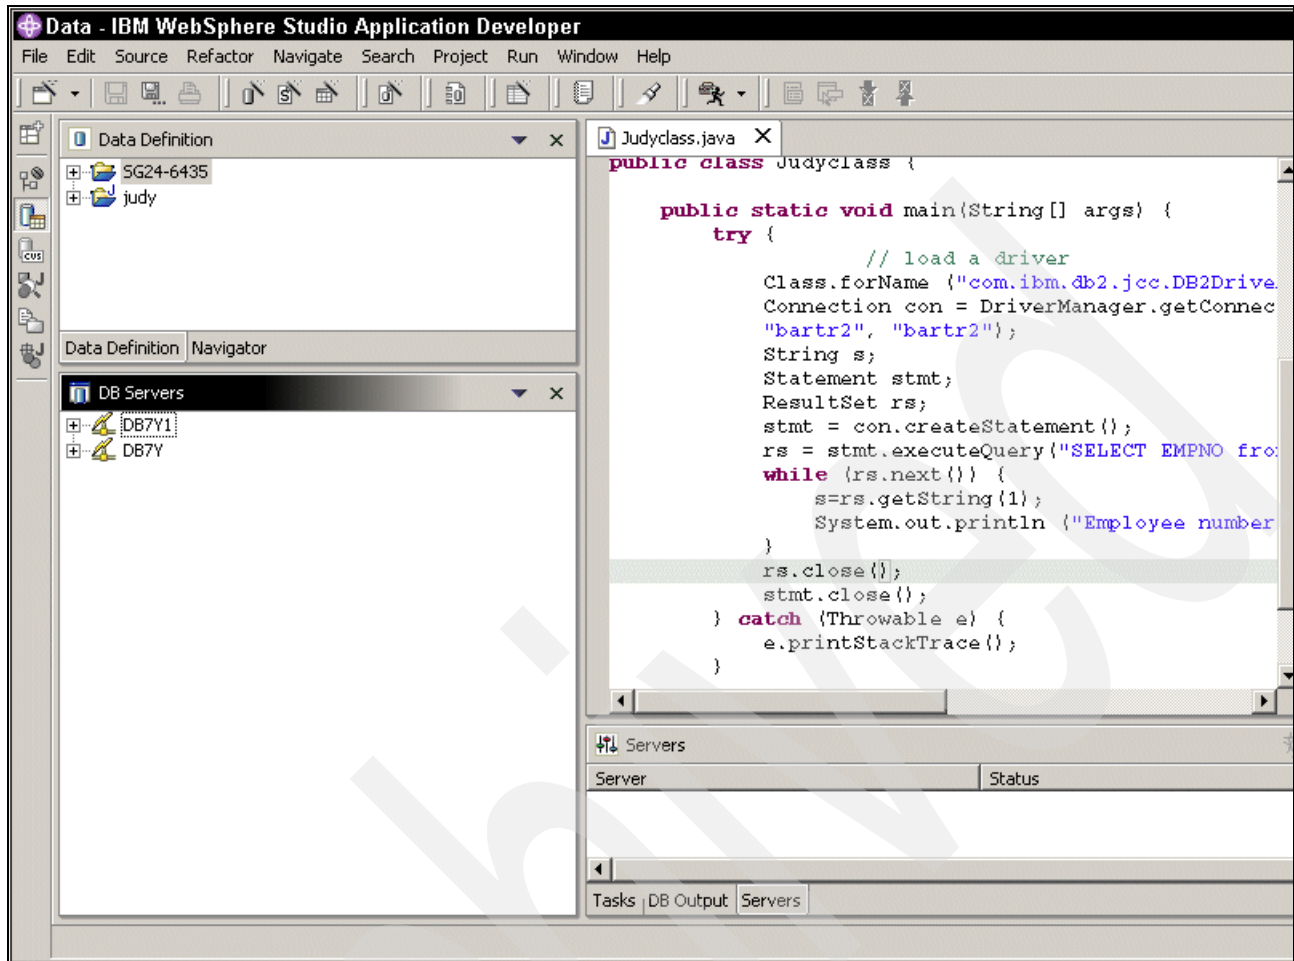 Data - IBM WebSphere Studio Application Developer
File Edit Source Refactor Navigate Search Project Run Window Help
Data Definition
SG24-6435
judy
Data Definition Navigator
DB Servers
DB7Y1
DB7Y
Judyclass.java
public class Judyclass {
public static void main(String[] args) {
try {
// load a driver
Class.forName ("com.ibm.db2.jcc.DB2Drive
Connection con = DriverManager.getConnec
"bartr2", "bartr2");
String s;
Statement stmt;
ResultSet rs;
stmt = con.createStatement();
rs = stmt.executeQuery("SELECT EMPNO fro
while (rs.next()) {
s=rs.getString(1);
System.out.println ("Employee number
}
rs.close();
stmt.close();
} catch (Throwable e) {
e.printStackTrace();
}
Servers
Server Status
Tasks DB Output Servers